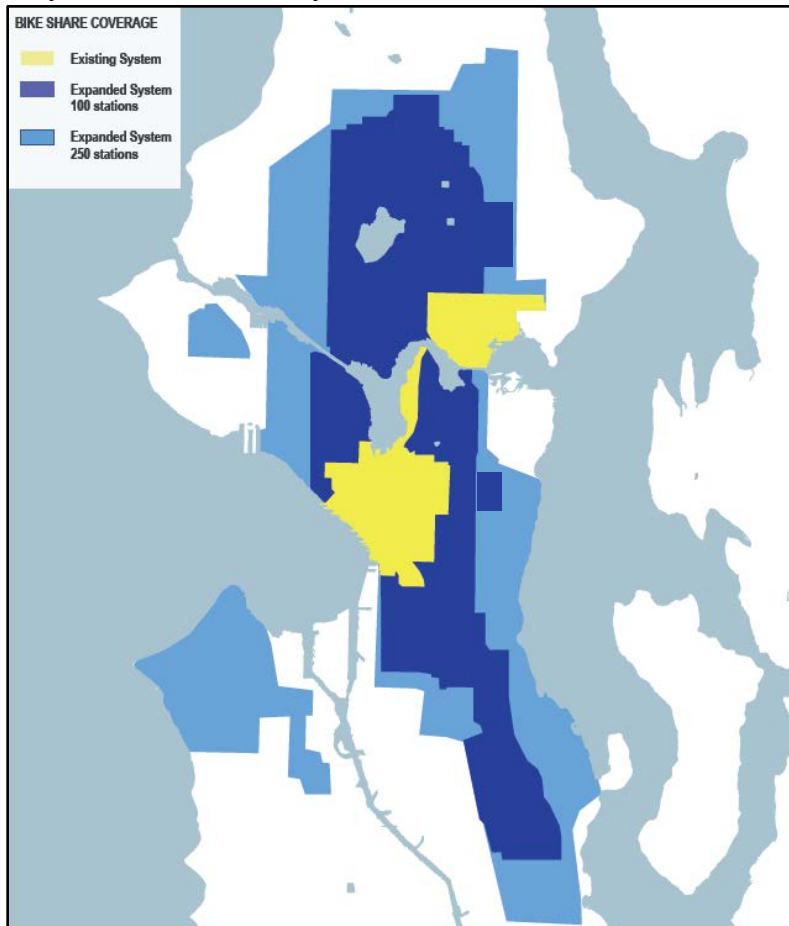 BIKE SHARE COVERAGE
Existing System
Expanded System
100 stations
Expanded System
250 stations